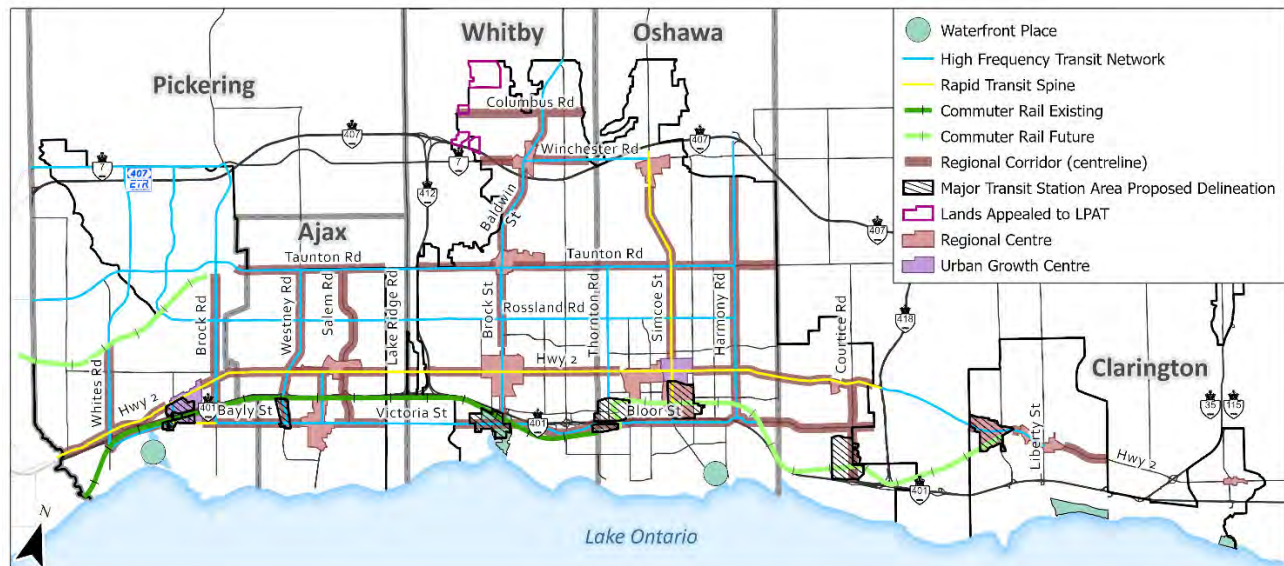 Whitby
Oshawa
Pickering
Ajax
Clarington
Waterfront Place
High Frequency Transit Network
Rapid Transit Spine
Commuter Rail Existing
Commuter Rail Future
Regional Corridor (centreline)
Major Transit Station Area Proposed Delineation
Lands Appealed to LPAT
Regional Centre
Urban Growth Centre
Columbus Rd
407
407
7
407
ETR
7
Winchester Rd
412
Baldwin
St
407
Taunton Rd
Taunton Rd
Whites Rd
Brock Rd
Westney Rd
Salem Rd
Lake Ridge Rd
Brock St
Rossland Rd
Thornton Rd
Simcoe St
Harmony Rd
Courtice Rd
418
Hwy 2
Hwy 2
401
Bayly St
Victoria St
401
Bloor St
Liberty St
Hwy 2
35
115
401
N
Lake Ontario